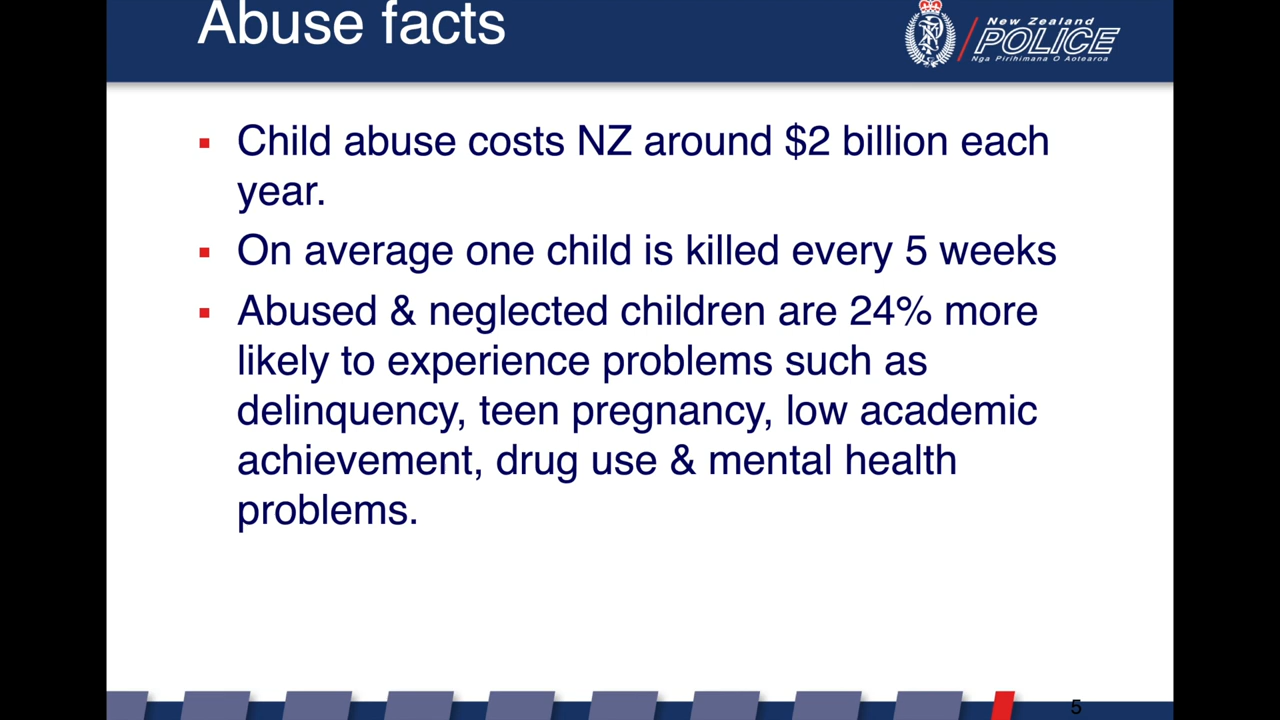 Abuse facts
New Zealand
POLICE
Nga Pirihimana O Aotearoa
Child abuse costs NZ around $2 billion each
year.
On average one child is killed every 5 weeks
Abused & neglected children are 24% more
likely to experience problems such as
delinquency, teen pregnancy, low academic
achievement, drug use & mental health
problems.
5